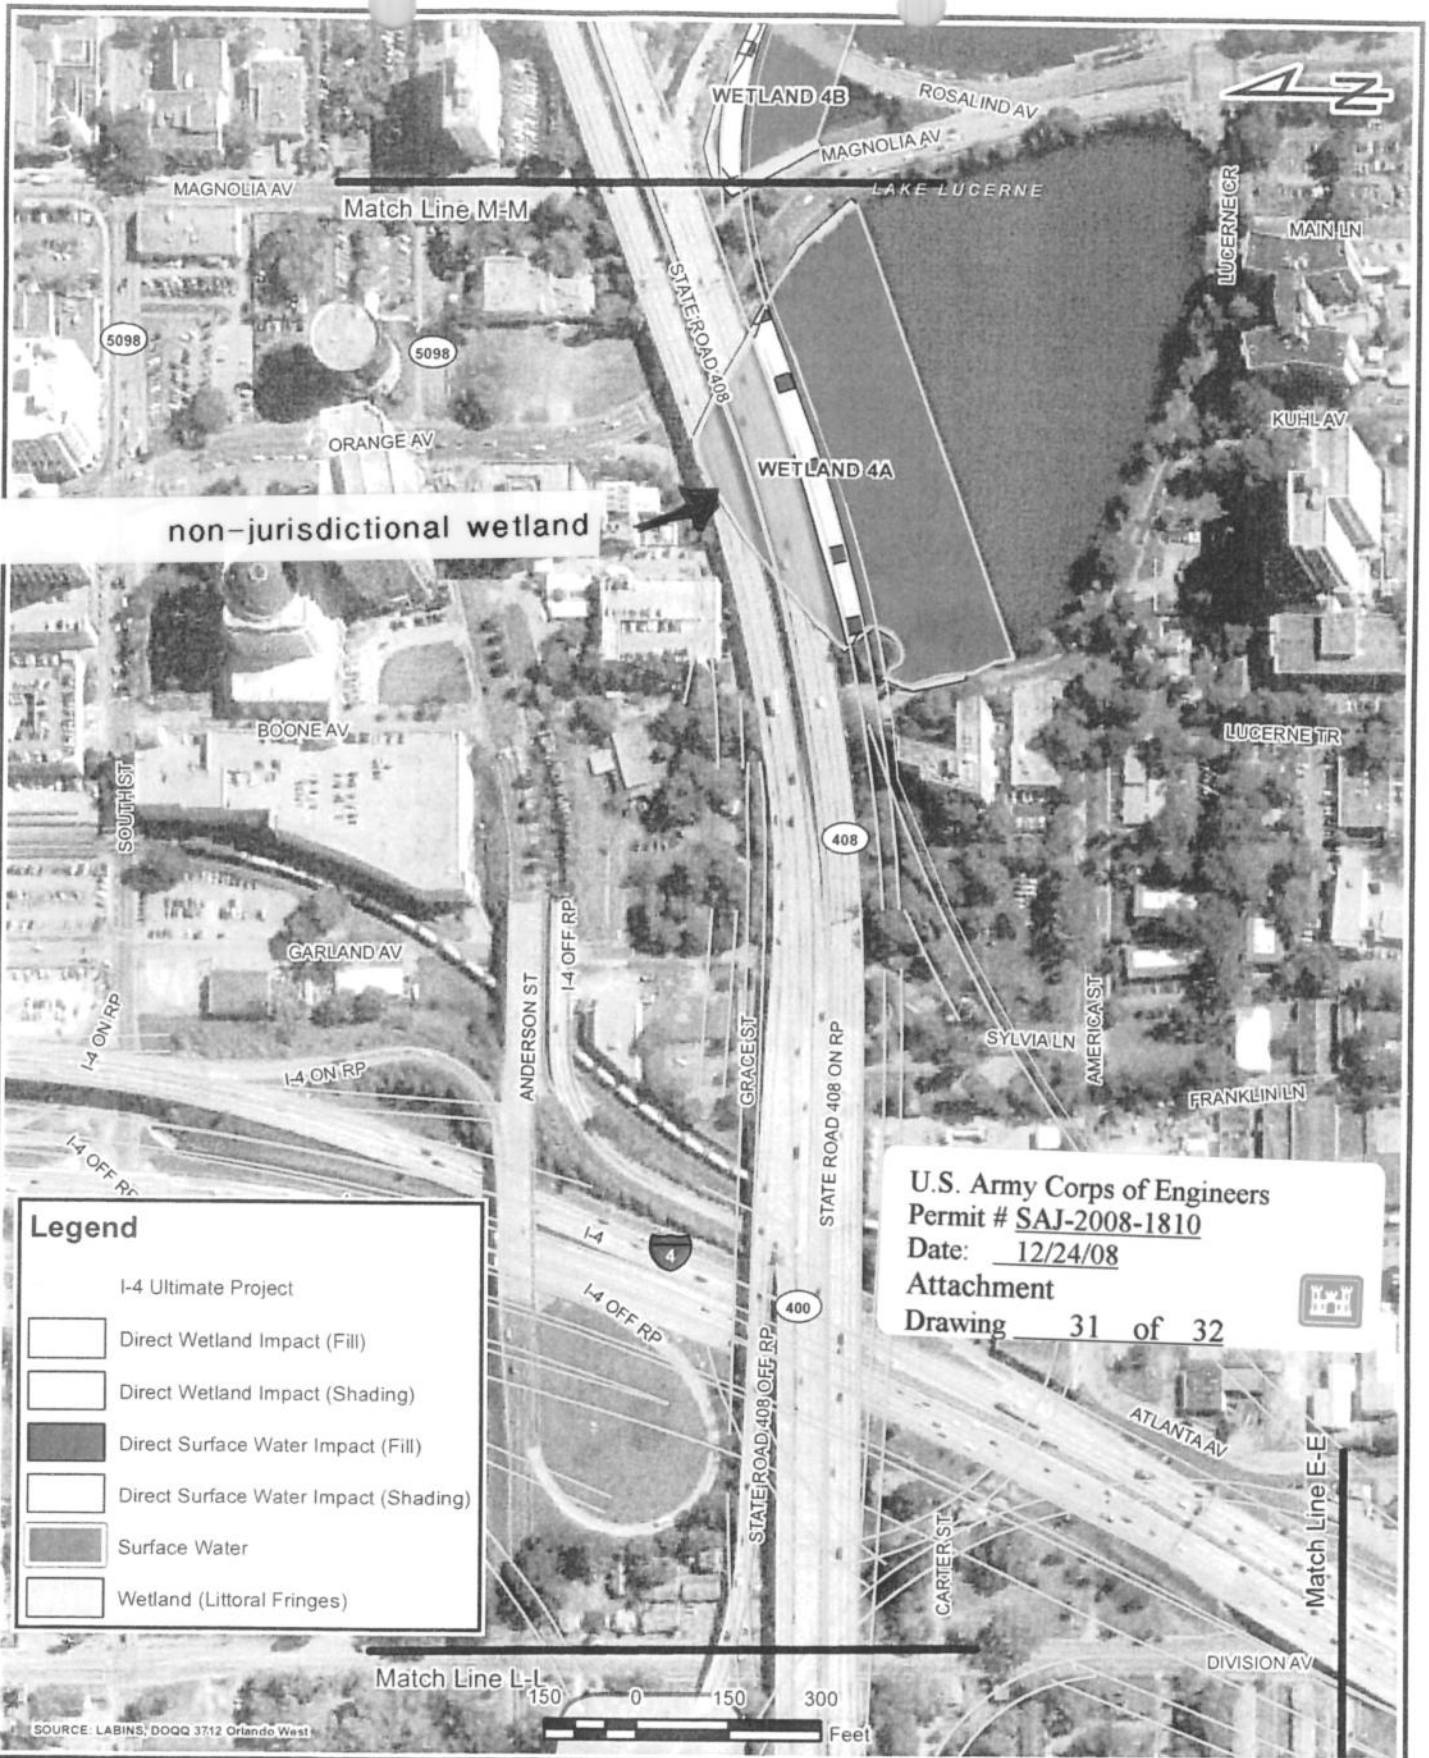 WETLAND 4B
ROSALIND AV
N
MAGNOLIA AV
MAGNOLIA AV
LAKE LUCERNE
Match Line M-M
LUCERNE CR
MAIN LN
STATE ROAD 408
5098
5098
KUHL AV
ORANGE AV
WETLAND 4A
non-jurisdictional wetland
BOONE AV
LUCERNE TR
SOUTH ST
408
GARLAND AV
I-4 OFF RP
ANDERSON ST
I-4 ON RP
I-4 ON RP
GRACE ST
STATE ROAD 408 ON RP
SYLVIA LN
AMERICA ST
FRANKLIN LN
I-4 OFF RP
U.S. Army Corps of Engineers
Permit # SAJ-2008-1810
Date: 12/24/08
Attachment
Drawing 31 of 32
I-4
4
I-4 OFF RP
400
STATE ROAD 408 OFF RP
Legend
I-4 Ultimate Project
Direct Wetland Impact (Fill)
Direct Wetland Impact (Shading)
Direct Surface Water Impact (Fill)
Direct Surface Water Impact (Shading)
Surface Water
Wetland (Littoral Fringes)
ATLANTA AV
Match Line E-E
CARTER ST
DIVISION AV
Match Line L-L
150 0 150 300
Feet
SOURCE: LABINS, DOQQ 3712 Orlando West